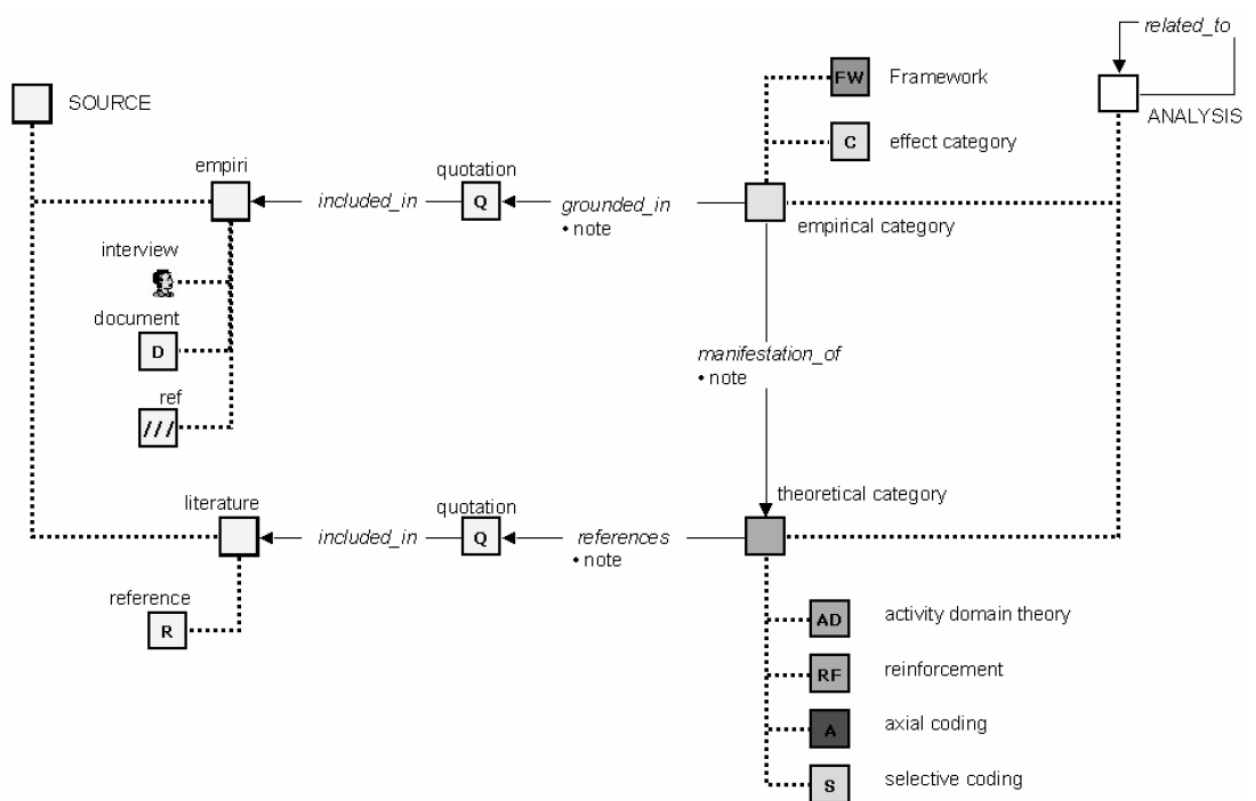 related_to
FW Framework
SOURCE
ANALYSIS
C effect category
empiri
quotation
included_in
Q
grounded_in
• note
empirical category
interview
document
D
manifestation_of
• note
ref
///
literature
quotation
theoretical category
included_in
Q
references
• note
reference
R
AD activity domain theory
RF reinforcement
A axial coding
S selective coding